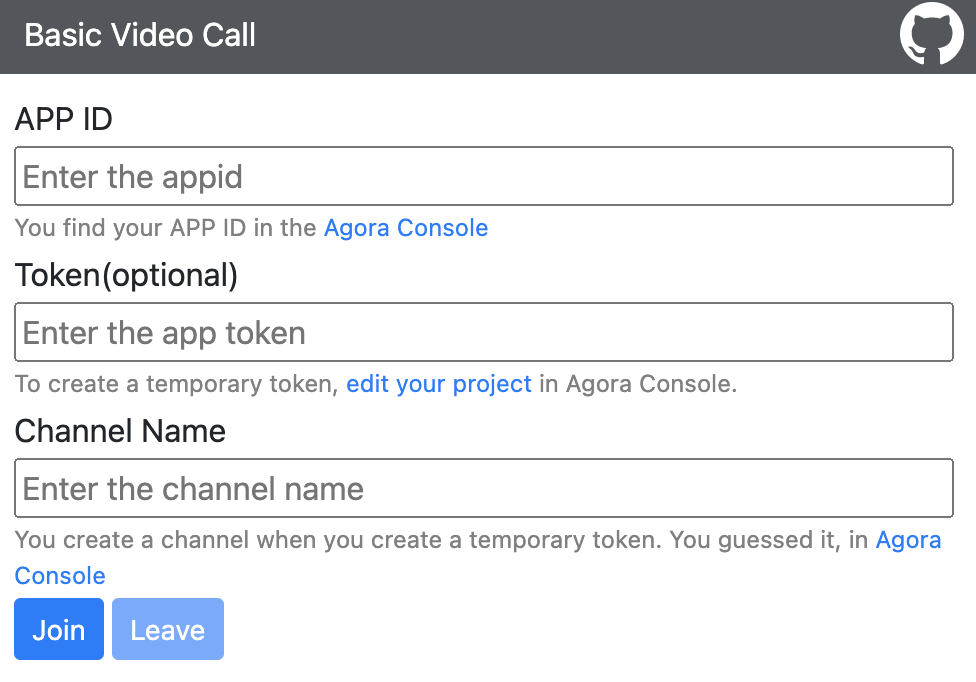 Basic Video Call
APP ID
Enter the appid
You find your APP ID in the Agora Console
Token(optional)
Enter the app token
To create a temporary token, edit your project in Agora Console.
Channel Name
Enter the channel name
You create a channel when you create a temporary token. You guessed it, in Agora
Console
Join Leave